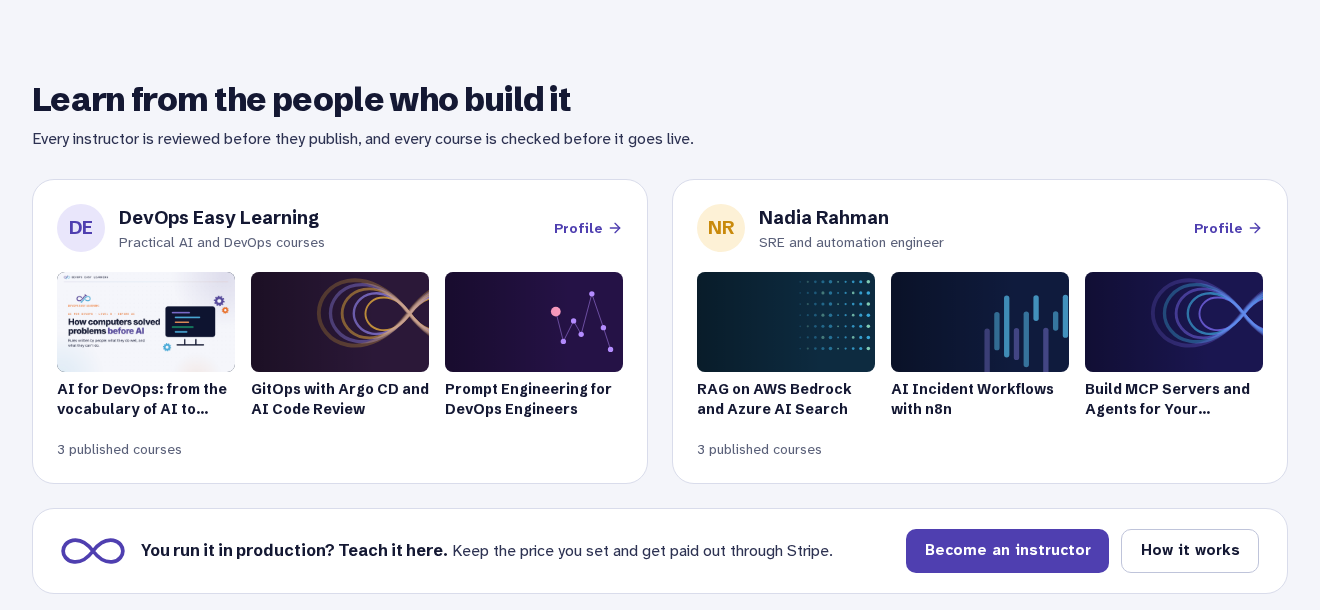 Learn from the people who build it
Every instructor is reviewed before they publish, and every course is checked before it goes live.
DE
DevOps Easy Learning
Practical AI and DevOps courses
Profile →
How computers solved
problems before AI
AI for DevOps: from the
vocabulary of AI to...
GitOps with Argo CD and
AI Code Review
Prompt Engineering for
DevOps Engineers
3 published courses
NR
Nadia Rahman
SRE and automation engineer
Profile →
RAG on AWS Bedrock
and Azure AI Search
AI Incident Workflows
with n8n
Build MCP Servers and
Agents for Your...
3 published courses
You run it in production? Teach it here. Keep the price you set and get paid out through Stripe.
Become an instructor
How it works